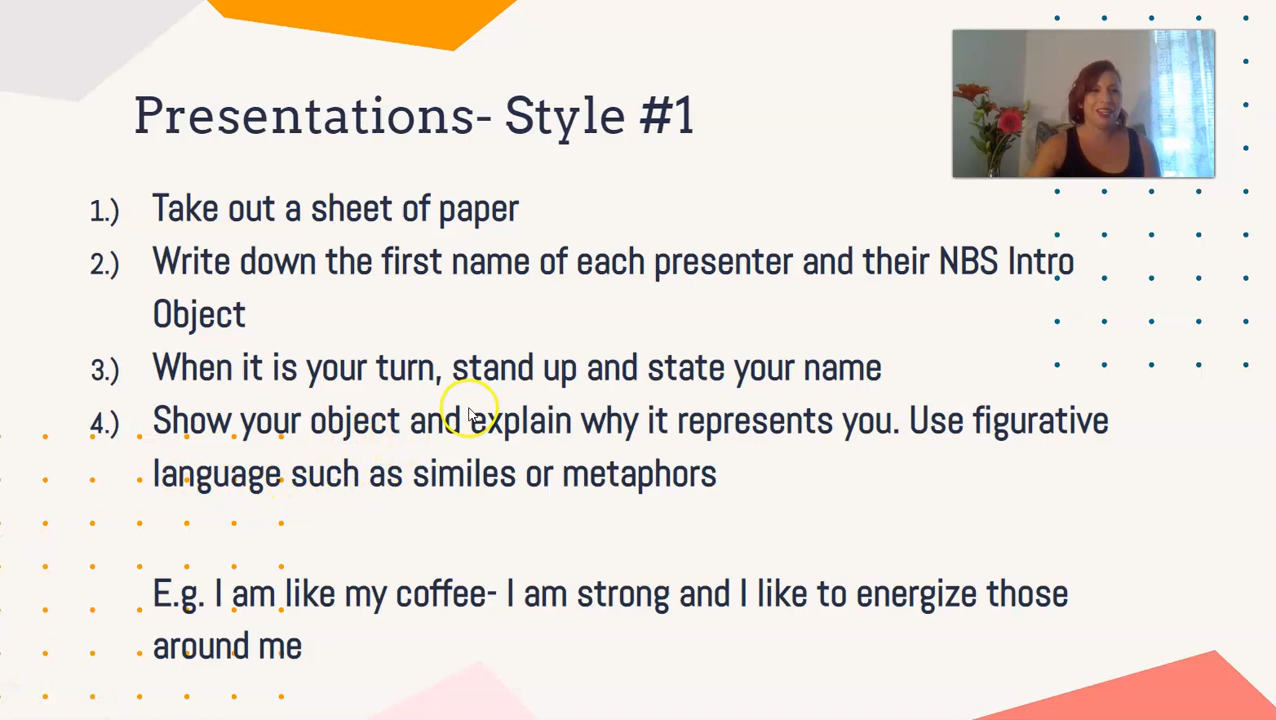 Presentations- Style #1
1.) Take out a sheet of paper
2.) Write down the first name of each presenter and their NBS Intro
Object
3.) When it is your turn, stand up and state your name
4.) Show your object and explain why it represents you. Use figurative
language such as similes or metaphors
E.g. I am like my coffee- I am strong and I like to energize those
around me